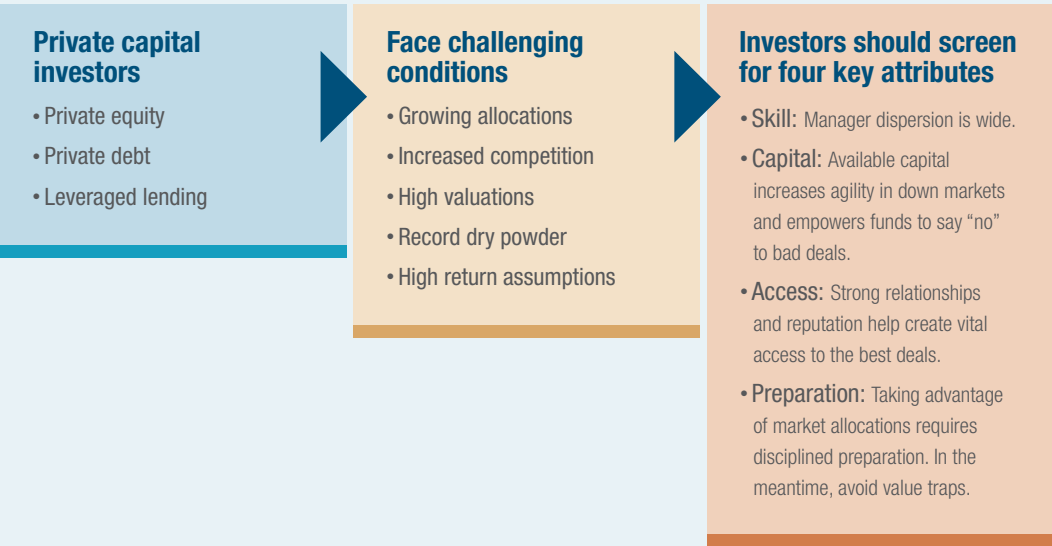 Private capital
investors
• Private equity
• Private debt
• Leveraged lending
Face challenging
conditions
• Growing allocations
• Increased competition
• High valuations
• Record dry powder
• High return assumptions
Investors should screen
for four key attributes
• Skill: Manager dispersion is wide.
• Capital: Available capital
increases agility in down markets
and empowers funds to say “no”
to bad deals.
• Access: Strong relationships
and reputation help create vital
access to the best deals.
• Preparation: Taking advantage
of market allocations requires
disciplined preparation. In the
meantime, avoid value traps.